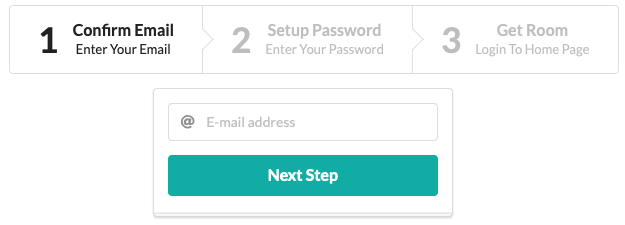 1 Confirm Email
Enter Your Email
2 Setup Password
Enter Your Password
3 Get Room
Login To Home Page
@ E-mail address
Next Step